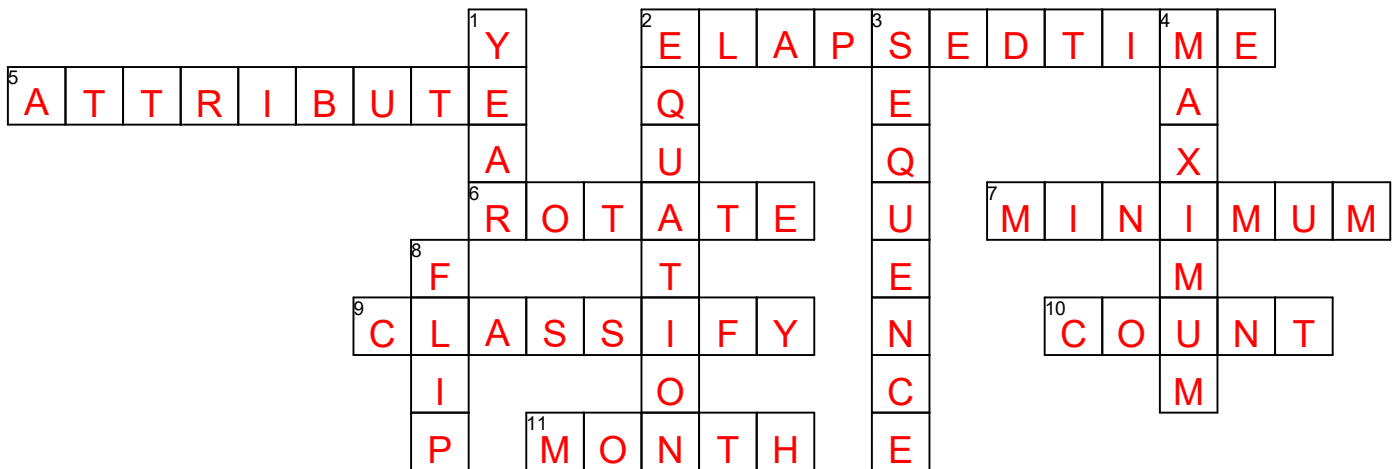 1 Y 2 E L A P 3 S E D T I 4 M E
5 A T T R I B U T E Q E A
A U Q X
6 R O T A T E U 7 M I N I M U M
8 F T E M
9 C L A S S I F Y N 10 C O U N T
I O C M
P 11 M O N T H E